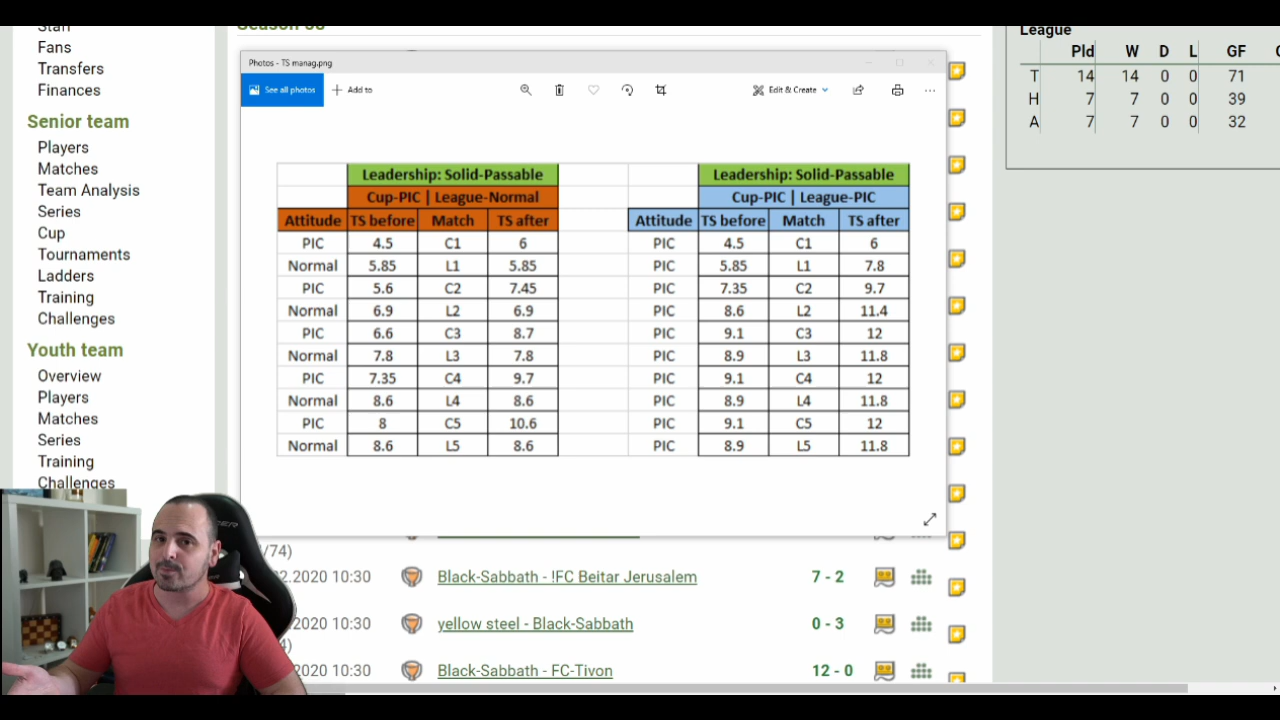 Staff
Fans
Transfers
Finances
Senior team
Players
Matches
Team Analysis
Series
Cup
Tournaments
Ladders
Training
Challenges
Youth team
Overview
Players
Matches
Series
Training
Challenges
Photos - TS manag.png
See all photos
Add to
Edit & Create
Leadership: Solid-Passable
Cup-PIC | League-Normal
Attitude TS before Match TS after
PIC 4.5 C1 6
Normal 5.85 L1 5.85
PIC 5.6 C2 7.45
Normal 6.9 L2 6.9
PIC 6.6 C3 8.7
Normal 7.8 L3 7.8
PIC 7.35 C4 9.7
Normal 8.6 L4 8.6
PIC 8 C5 10.6
Normal 8.6 L5 8.6
Leadership: Solid-Passable
Cup-PIC | League-PIC
Attitude TS before Match TS after
PIC 4.5 C1 6
PIC 5.85 L1 7.8
PIC 7.35 C2 9.7
PIC 8.6 L2 11.4
PIC 9.1 C3 12
PIC 8.9 L3 11.8
PIC 9.1 C4 12
PIC 8.9 L4 11.8
PIC 9.1 C5 12
PIC 8.9 L5 11.8
/74)
2020 10:30 Black-Sabbath - !FC Beitar Jerusalem 7 - 2
2020 10:30 yellow steel - Black-Sabbath 0 - 3
2020 10:30 Black-Sabbath - FC-Tivon 12 - 0
League
Pld W D L GF
T 14 14 0 0 71
H 7 7 0 0 39
A 7 7 0 0 32